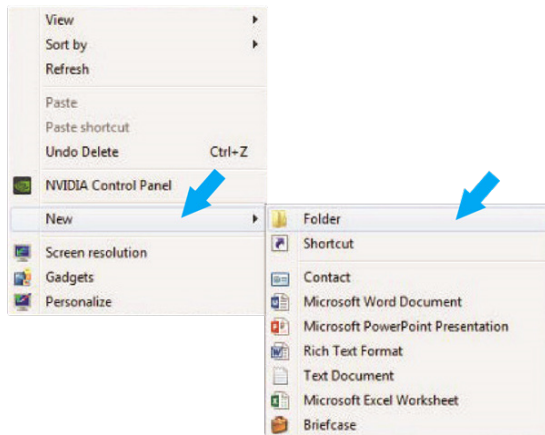 View
Sort by
Refresh
Paste
Paste shortcut
Undo Delete Ctrl+Z
NVIDIA Control Panel
New
Screen resolution
Gadgets
Personalize
Folder
Shortcut
Contact
Microsoft Word Document
Microsoft PowerPoint Presentation
Rich Text Format
Text Document
Microsoft Excel Worksheet
Briefcase